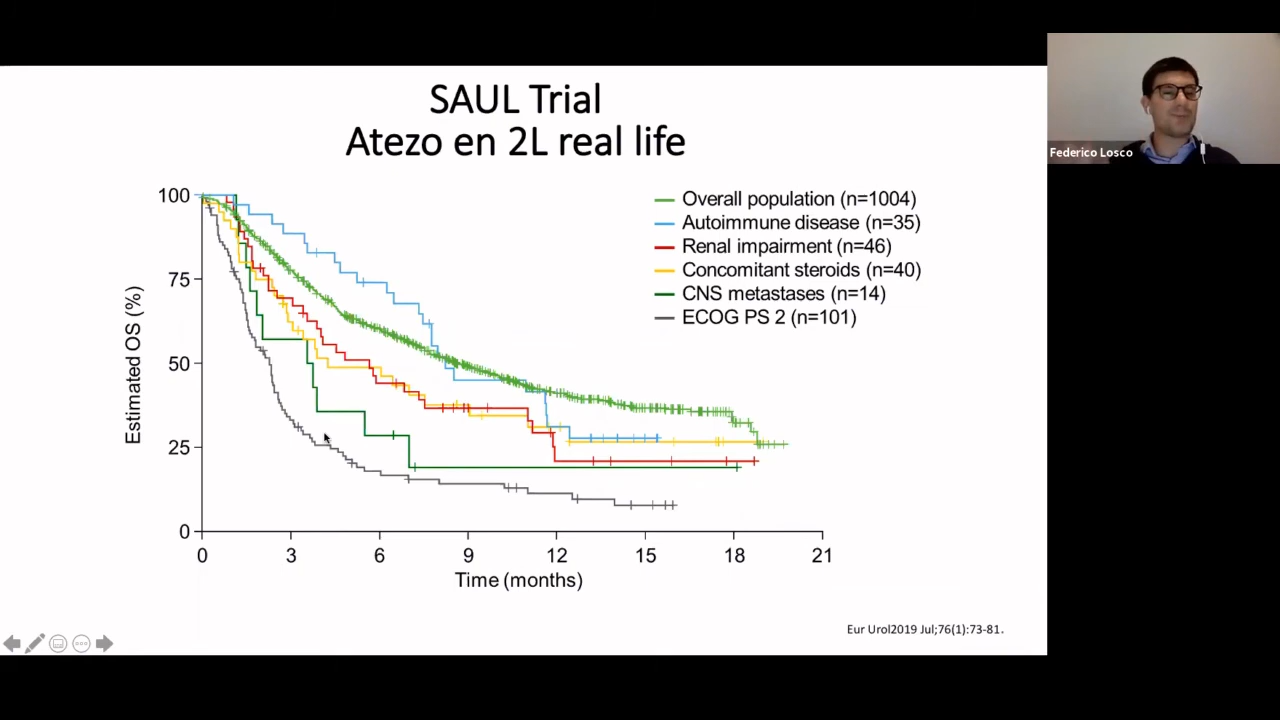 SAUL Trial
Atezo en 2L real life
Federico Losco
100
75
50
25
0
Estimated OS (%)
Overall population (n=1004)
Autoimmune disease (n=35)
Renal impairment (n=46)
Concomitant steroids (n=40)
CNS metastases (n=14)
ECOG PS 2 (n=101)
0 3 6 9 12 15 18 21
Time (months)
Eur Urol2019 Jul;76(1):73-81.